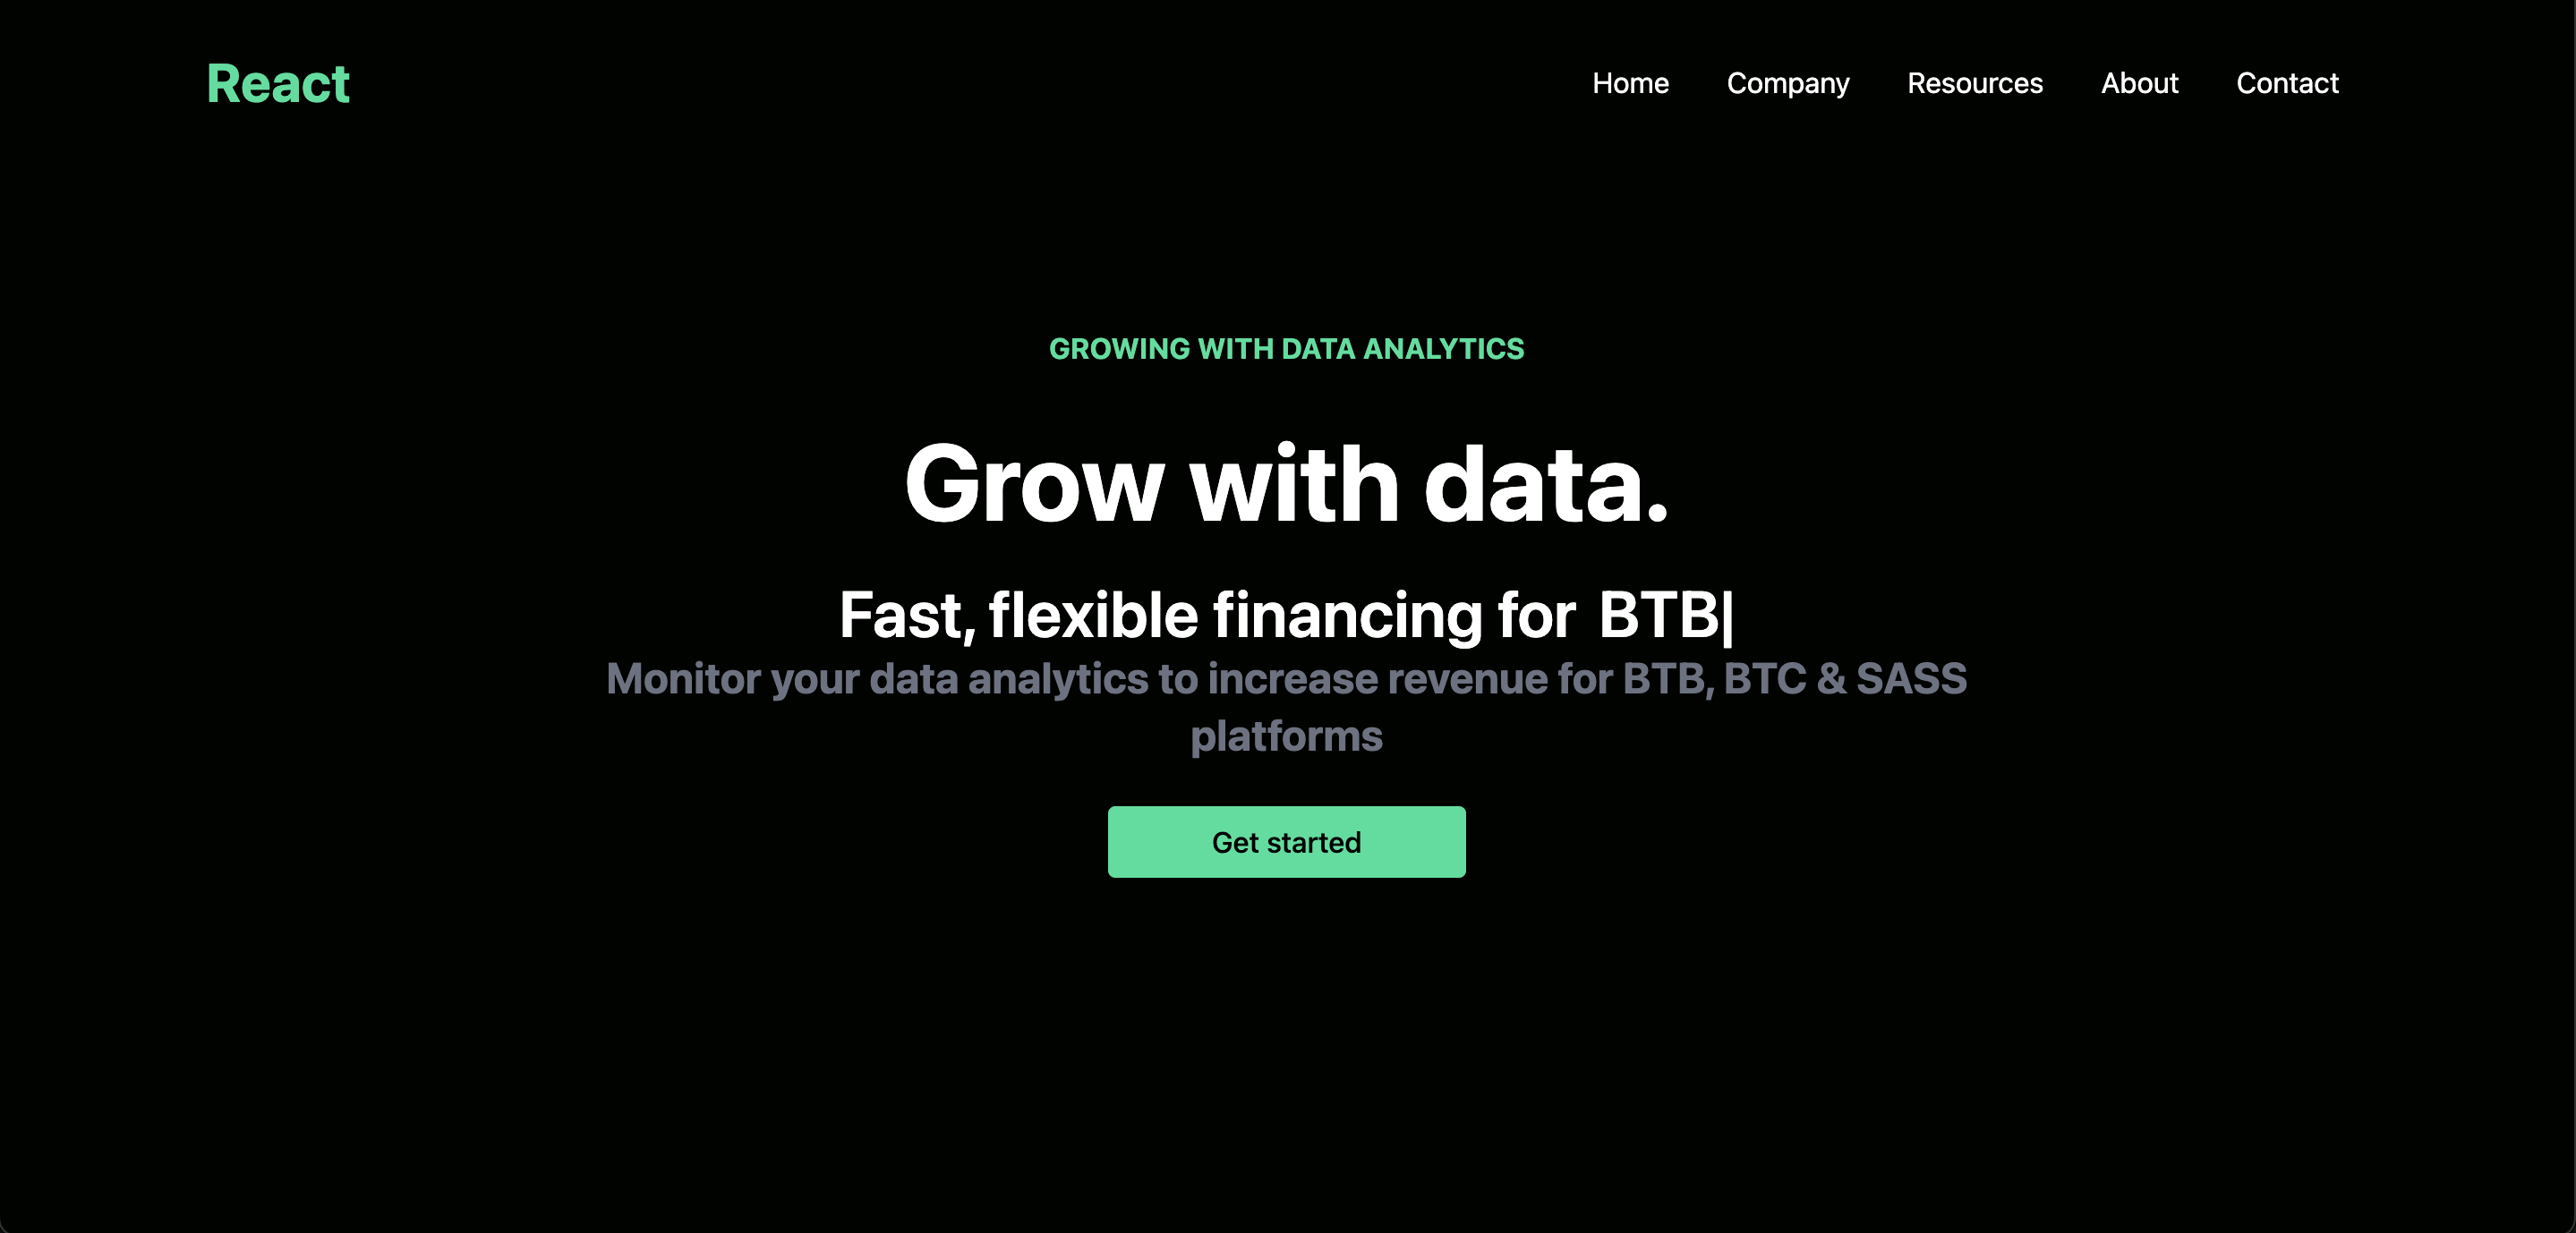 React
Home Company Resources About Contact
GROWING WITH DATA ANALYTICS
Grow with data.
Fast, flexible financing for BTB|
Monitor your data analytics to increase revenue for BTB, BTC & SASS
platforms
Get started